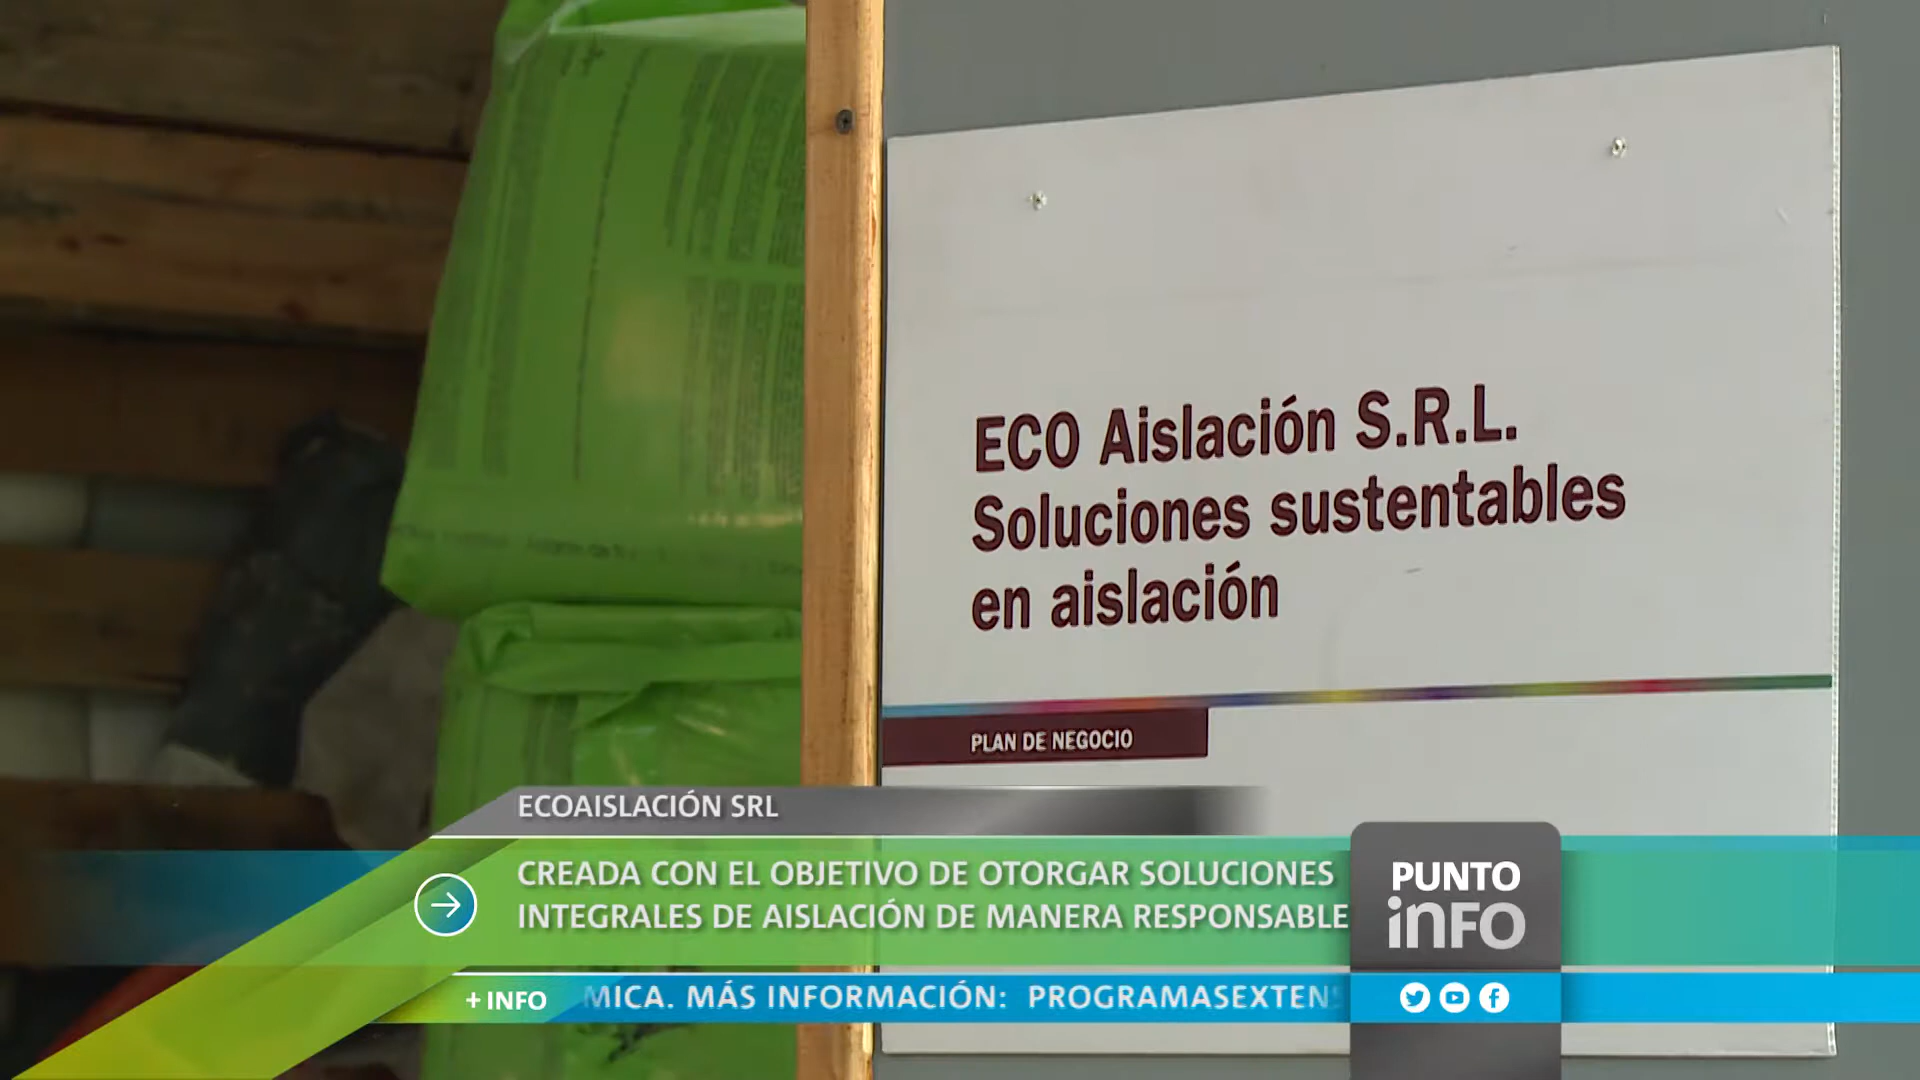 ECO Aislación S.R.L.
Soluciones sustentables
en aislación
PLAN DE NEGOCIO
ECOAISLACIÓN SRL
CREADA CON EL OBJETIVO DE OTORGAR SOLUCIONES
INTEGRALES DE AISLACIÓN DE MANERA RESPONSABLE
PUNTO
iNFO
+ INFO
MICA. MÁS INFORMACIÓN: PROGRAMASEXTENS